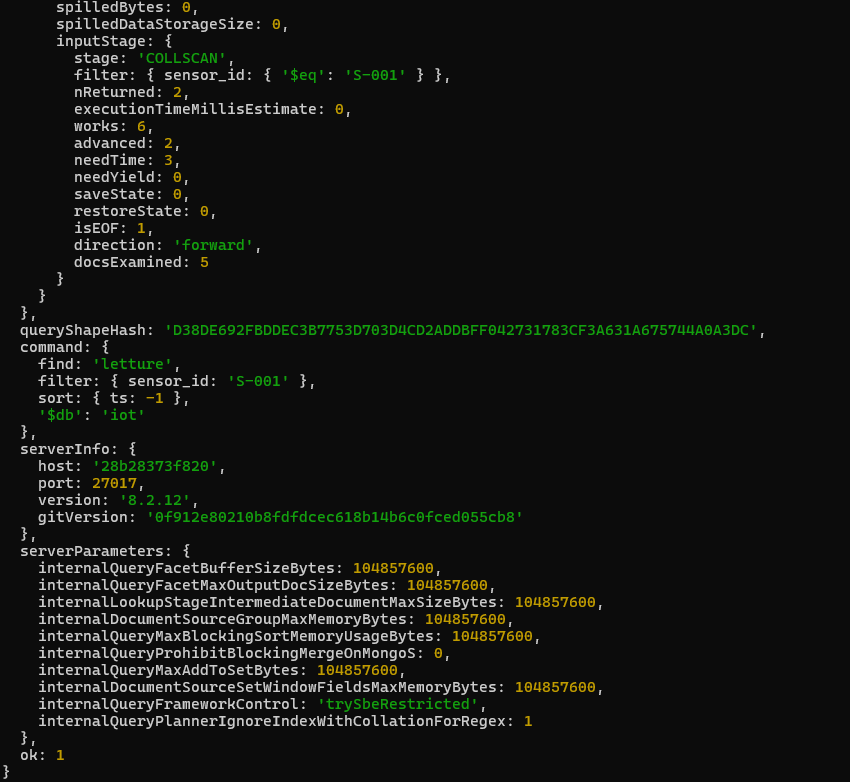 spilledBytes: 0,
spilledDataStorageSize: 0,
inputStage: {
stage: 'COLLSCAN',
filter: { sensor_id: { '$eq': 'S-001' } },
nReturned: 2,
executionTimeMillisEstimate: 0,
works: 6,
advanced: 2,
needTime: 3,
needYield: 0,
saveState: 0,
restoreState: 0,
isEOF: 1,
direction: 'forward',
docsExamined: 5
}
}
},
queryShapeHash: 'D38DE692FBDDEC3B7753D703D4CD2ADDBFF042731783CF3A631A675744A0A3DC',
command: {
find: 'letture',
filter: { sensor_id: 'S-001' },
sort: { ts: -1 },
'$db': 'iot'
},
serverInfo: {
host: '28b28373f820',
port: 27017,
version: '8.2.12',
gitVersion: '0f912e80210b8fdfdcec618b14b6c0fced055cb8'
},
serverParameters: {
internalQueryFacetBufferSizeBytes: 104857600,
internalQueryFacetMaxOutputDocSizeBytes: 104857600,
internalLookupStageIntermediateDocumentMaxSizeBytes: 104857600,
internalDocumentSourceGroupMaxMemoryBytes: 104857600,
internalQueryMaxBlockingSortMemoryUsageBytes: 104857600,
internalQueryProhibitBlockingMergeOnMongoS: 0,
internalQueryMaxAddToSetBytes: 104857600,
internalDocumentSourceSetWindowFieldsMaxMemoryBytes: 104857600,
internalQueryFrameworkControl: 'trySbeRestricted',
internalQueryPlannerIgnoreIndexWithCollationForRegex: 1
},
ok: 1
}